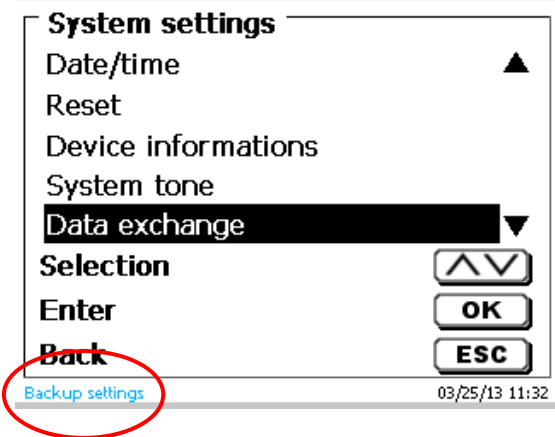 System settings
Date/time
Reset
Device informations
System tone
Data exchange
Selection
Enter OK
Back ESC
Backup settings 03/25/13 11:32